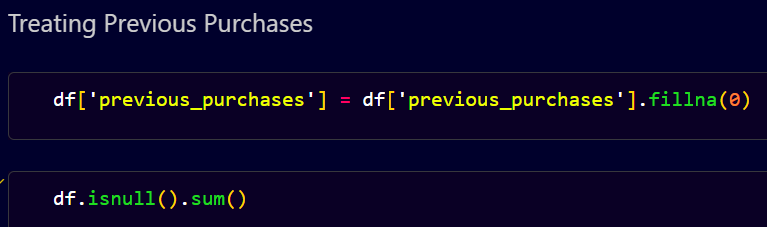 Treating Previous Purchases
df['previous_purchases'] = df['previous_purchases'].fillna(0)
df.isnull().sum()